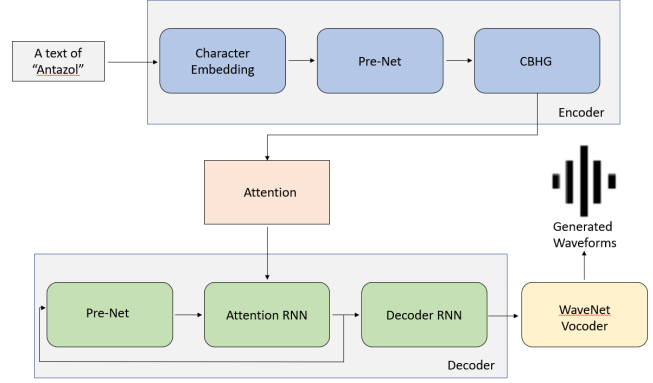 A text of
“Antazol”
Character
Embedding
Pre-Net
CBHG
Encoder
Attention
Generated
Waveforms
Pre-Net
Attention RNN
Decoder RNN
WaveNet
Vocoder
Decoder